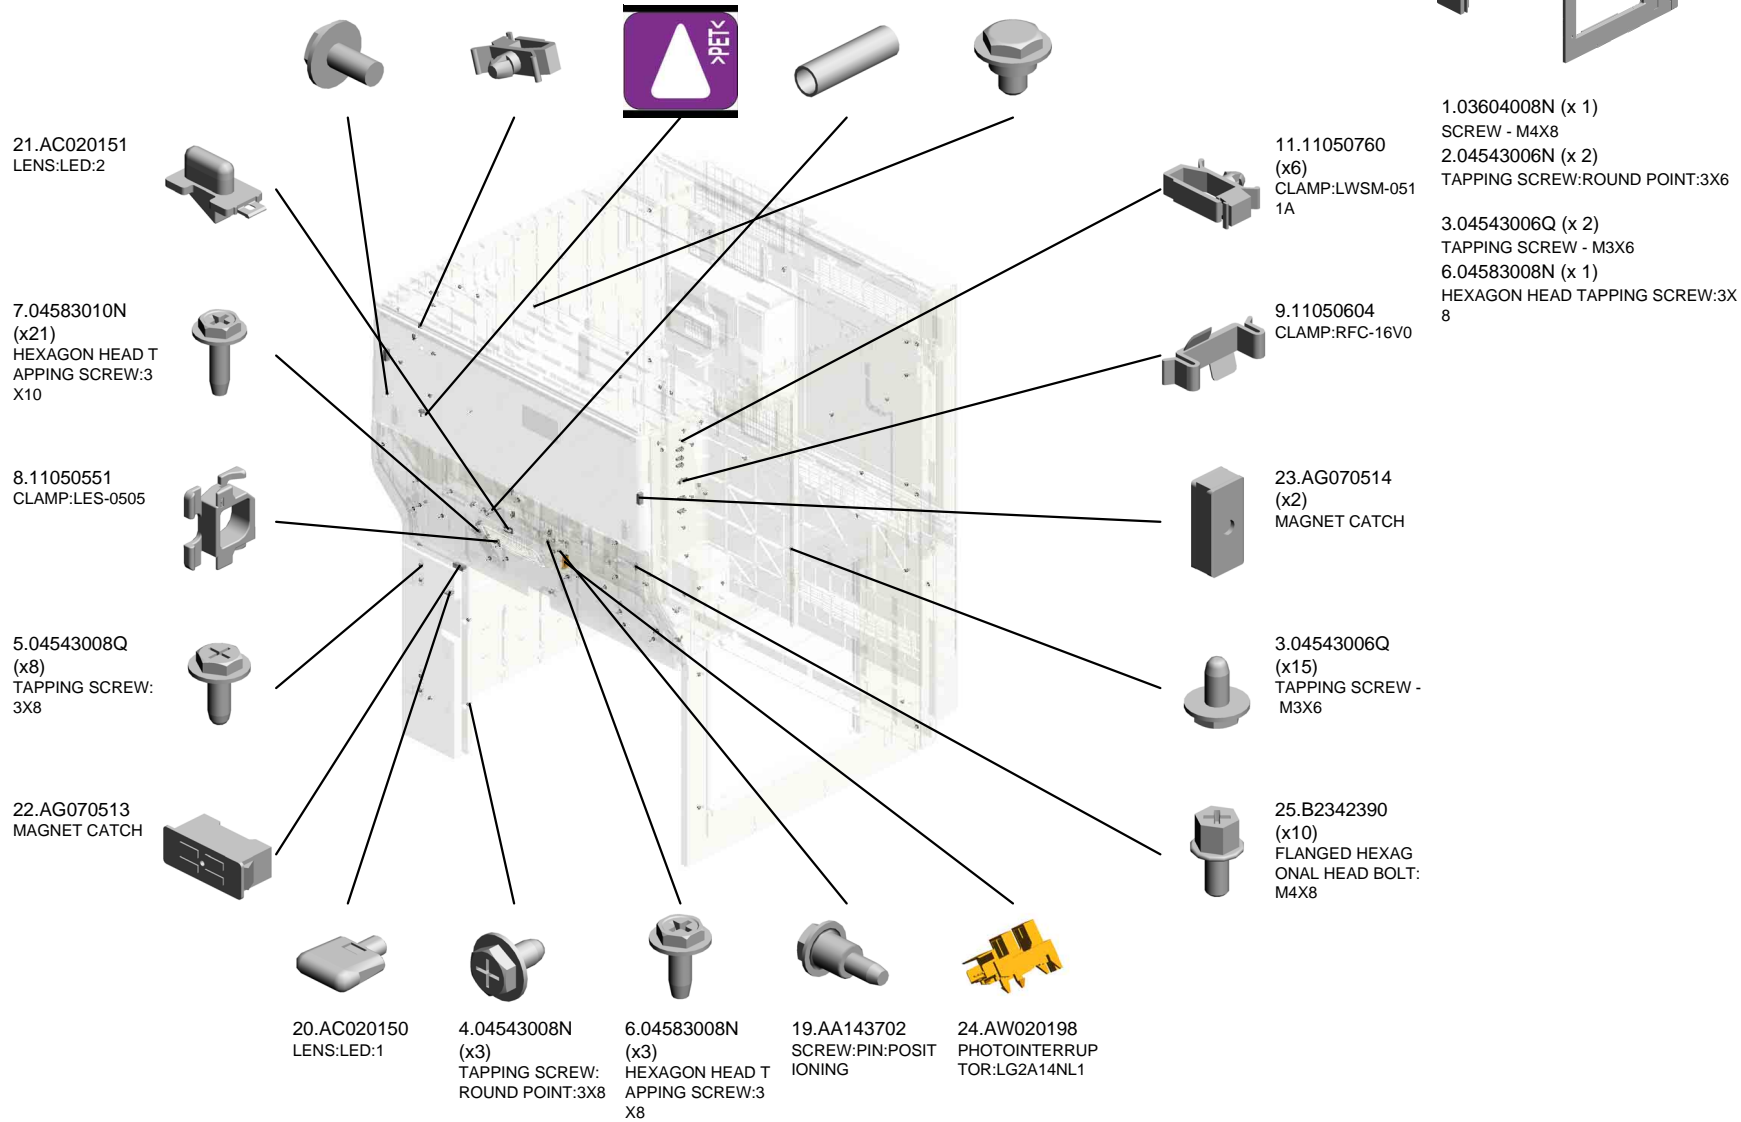 >PET<
21.AC020151
LENS:LED:2
7.04583010N
(x21)
HEXAGON HEAD T
APPING SCREW:3
X10
8.11050551
CLAMP:LES-0505
5.04543008Q
(x8)
TAPPING SCREW:
3X8
22.AG070513
MAGNET CATCH
20.AC020150
LENS:LED:1
4.04543008N
(x3)
TAPPING SCREW:
ROUND POINT:3X8
6.04583008N
(x3)
HEXAGON HEAD T
APPING SCREW:3
X8
19.AA143702
SCREW:PIN:POSIT
IONING
24.AW020198
PHOTOINTERRUP
TOR:LG2A14NL1
11.11050760
(x6)
CLAMP:LWSM-051
1A
9.11050604
CLAMP:RFC-16V0
23.AG070514
(x2)
MAGNET CATCH
3.04543006Q
(x15)
TAPPING SCREW -
M3X6
25.B2342390
(x10)
FLANGED HEXAG
ONAL HEAD BOLT:
M4X8
1.03604008N (x 1)
SCREW - M4X8
2.04543006N (x 2)
TAPPING SCREW:ROUND POINT:3X6
3.04543006Q (x 2)
TAPPING SCREW - M3X6
6.04583008N (x 1)
HEXAGON HEAD TAPPING SCREW:3X
8